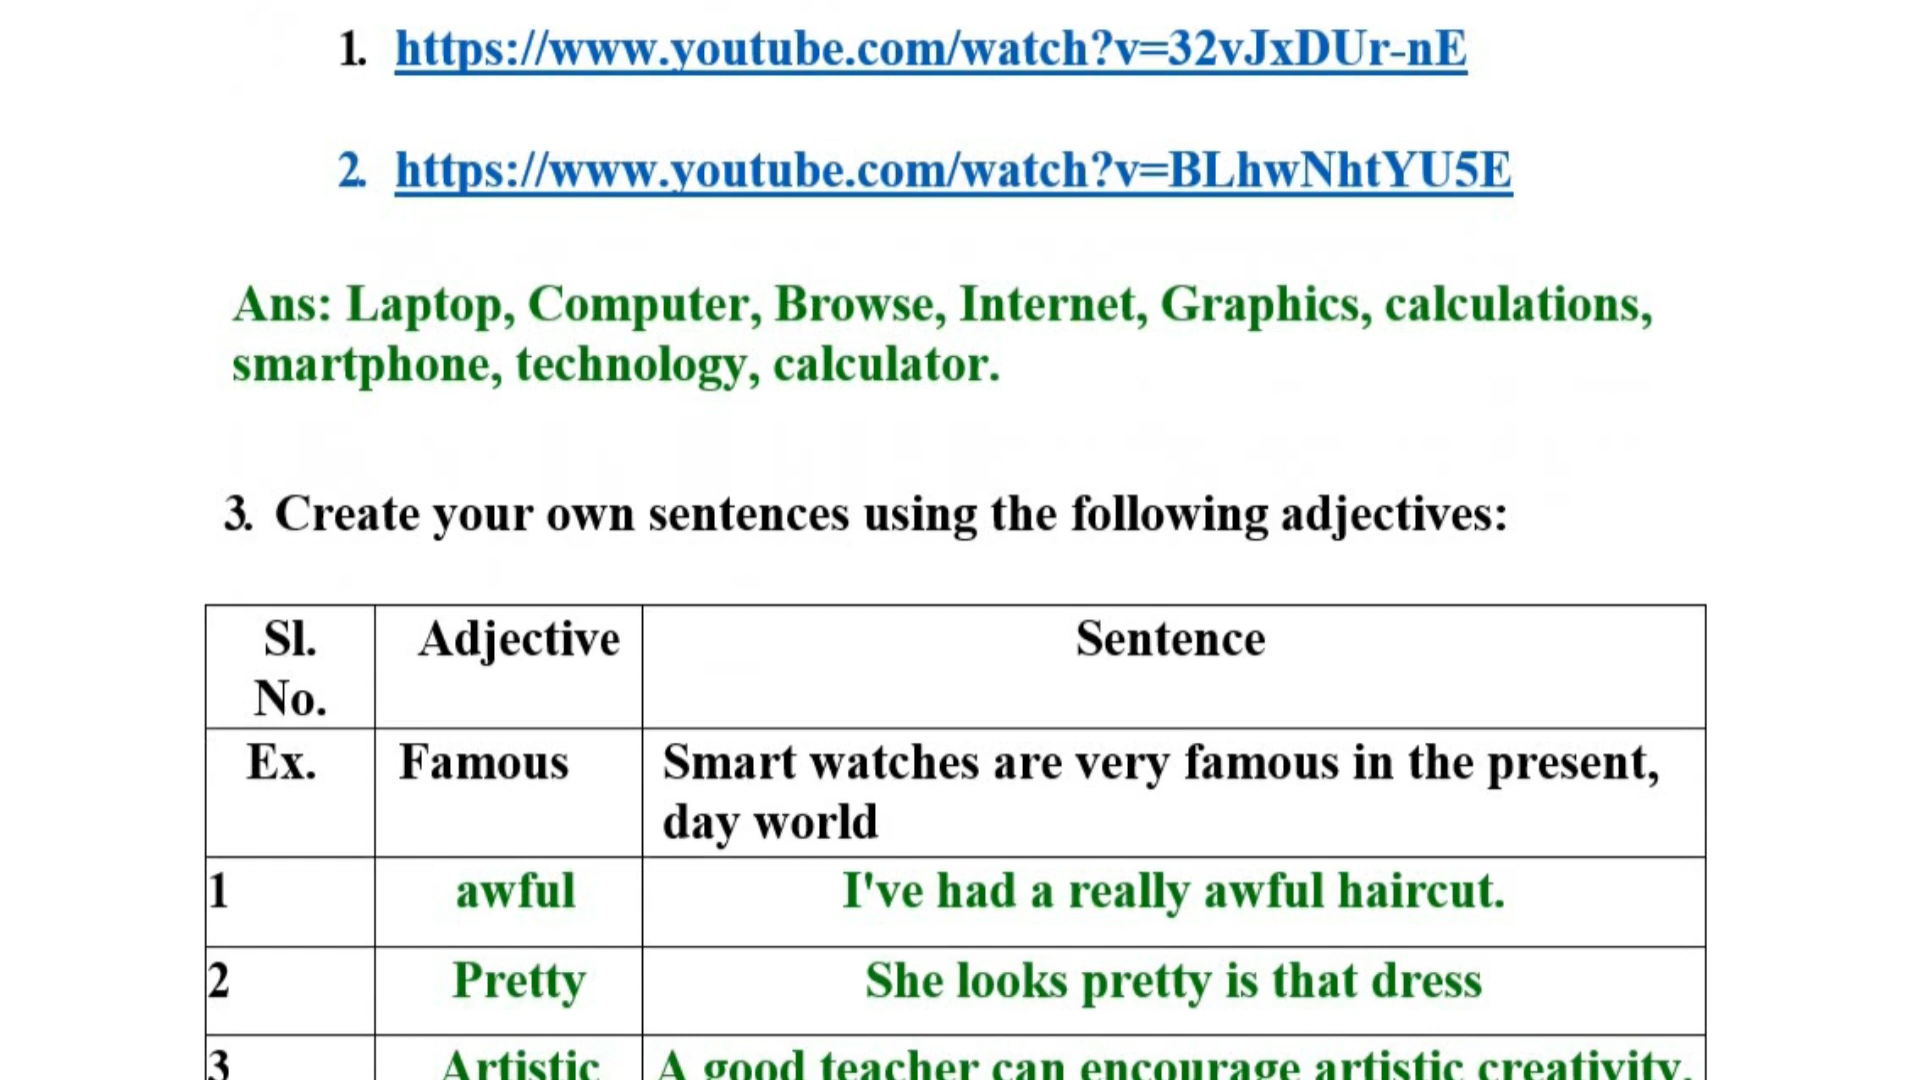 1. https://www.youtube.com/watch?v=32vJxDUr-nE
2. https://www.youtube.com/watch?v=BLhwNhtYU5E
Ans: Laptop, Computer, Browse, Internet, Graphics, calculations,
smartphone, technology, calculator.
3. Create your own sentences using the following adjectives:
Sl. No. Adjective Sentence
Ex. Famous Smart watches are very famous in the present,
day world
1 awful I've had a really awful haircut.
2 Pretty She looks pretty is that dress
3 Artistic A good teacher can encourage artistic creativity.